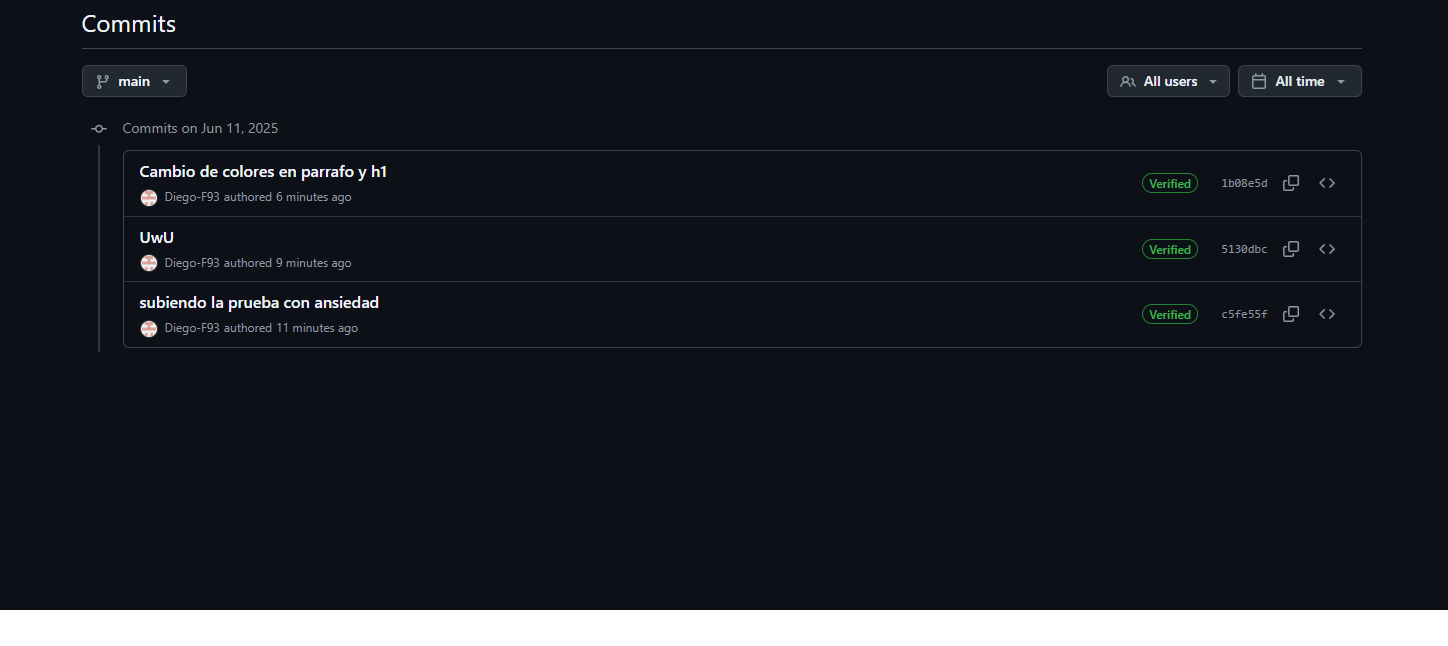 Commits
main
All users
All time
Commits on Jun 11, 2025
Cambio de colores en parrafo y h1
Diego-F93 authored 6 minutes ago
Verified
1b08e5d
UwU
Diego-F93 authored 9 minutes ago
Verified
5130dbc
subiendo la prueba con ansiedad
Diego-F93 authored 11 minutes ago
Verified
c5fe55f